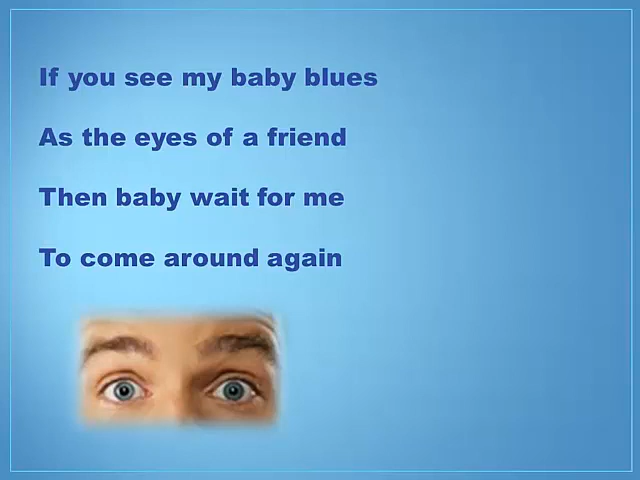 If you see my baby blues
As the eyes of a friend
Then baby wait for me
To come around again